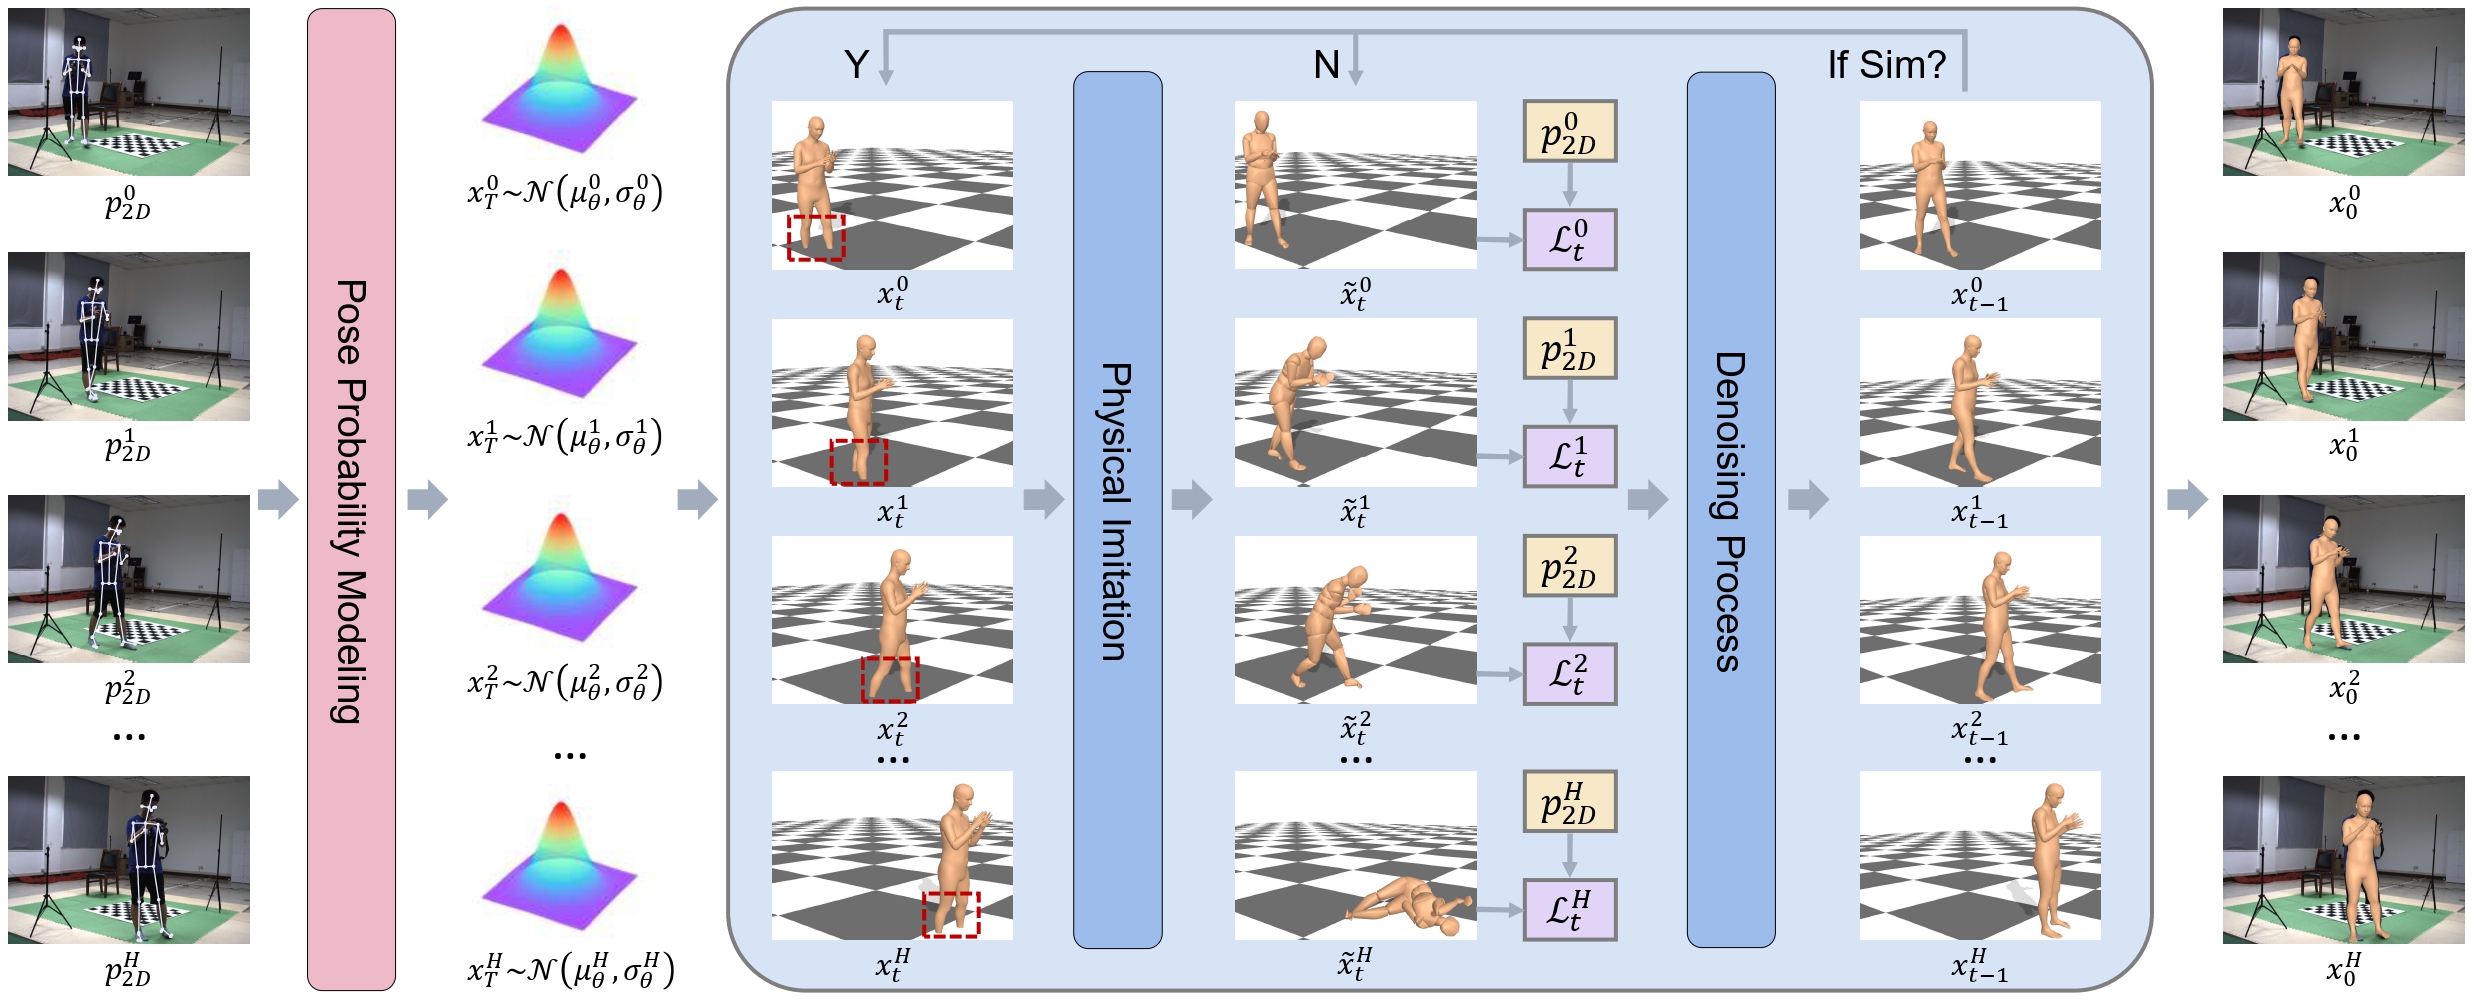 $p_{2D}^{0}$
$p_{2D}^{1}$
$p_{2D}^{2}$
...
$p_{2D}^{H}$
Pose Probability Modeling
$x_T^0 \sim \mathcal{N}(\mu_\theta^0, \sigma_\theta^0)$
$x_T^1 \sim \mathcal{N}(\mu_\theta^1, \sigma_\theta^1)$
$x_T^2 \sim \mathcal{N}(\mu_\theta^2, \sigma_\theta^2)$
...
$x_T^H \sim \mathcal{N}(\mu_\theta^H, \sigma_\theta^H)$
Y
$x_t^0$
$x_t^1$
$x_t^2$
...
$x_t^H$
Physical Imitation
N
$\tilde{x}_t^0$
$\tilde{x}_t^1$
$\tilde{x}_t^2$
...
$\tilde{x}_t^H$
$p_{2D}^{0}$
$\mathcal{L}_t^0$
$p_{2D}^{1}$
$\mathcal{L}_t^1$
$p_{2D}^{2}$
$\mathcal{L}_t^2$
$p_{2D}^{H}$
$\mathcal{L}_t^H$
Denoising Process
If Sim?
$x_{t-1}^0$
$x_{t-1}^1$
$x_{t-1}^2$
...
$x_{t-1}^H$
$x_0^0$
$x_0^1$
$x_0^2$
...
$x_0^H$